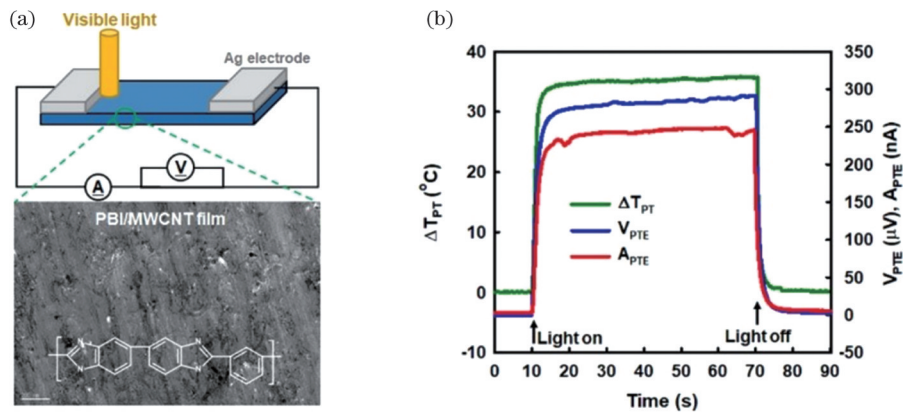 (a)
Visible light
Ag electrode
V
A
PBI/MWCNT film
N
N
N
N
(b)
ΔT_PT (°C)
40
30
20
10
0
-10
ΔT_PT
V_PTE
A_PTE
Light on
Light off
350
300
250
200
150
100
50
0
-50
V_PTE (μV), A_PTE (nA)
0 10 20 30 40 50 60 70 80 90
Time (s)